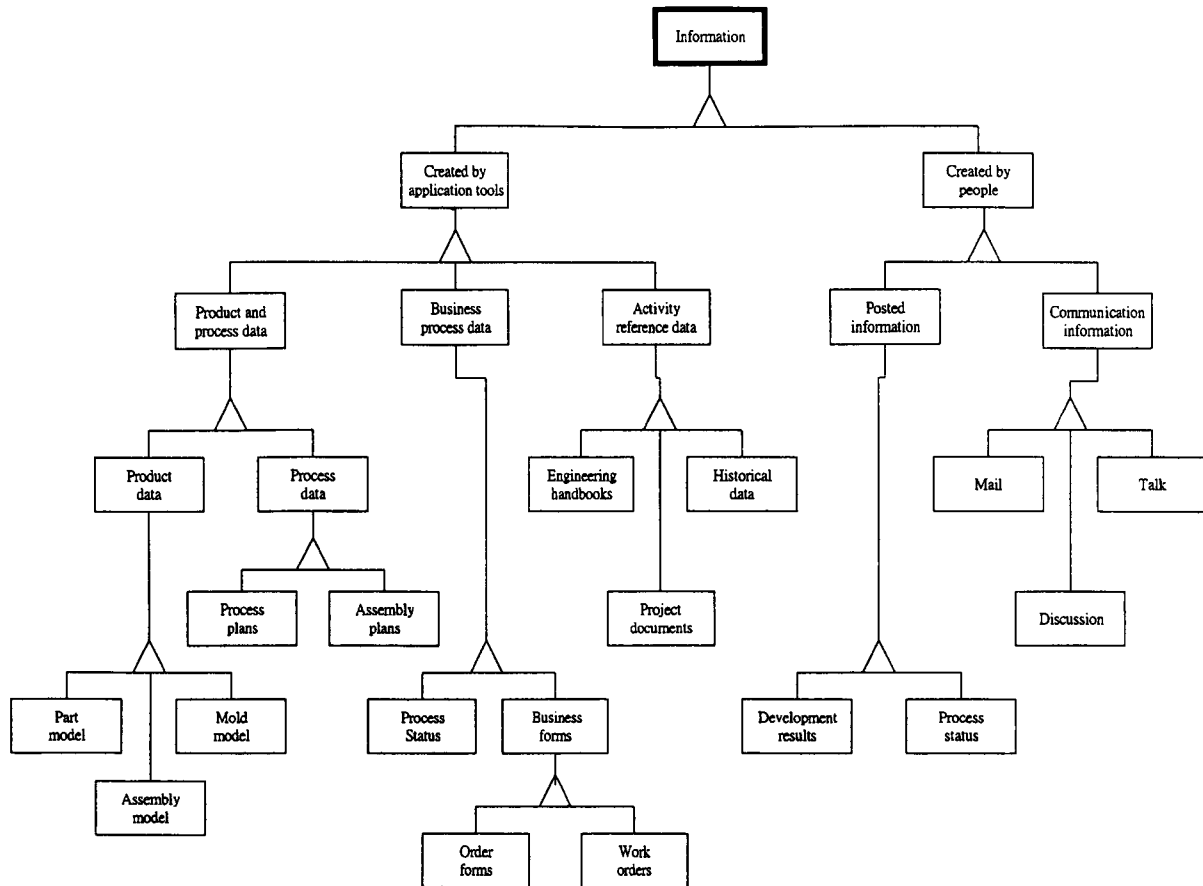 Information
Created by
application tools
Created by
people
Product and
process data
Business
process data
Activity
reference data
Posted
information
Communication
information
Product
data
Process
data
Engineering
handbooks
Historical
data
Mail
Talk
Process
plans
Assembly
plans
Project
documents
Discussion
Part
model
Mold
model
Process
Status
Business
forms
Development
results
Process
status
Assembly
model
Order
forms
Work
orders